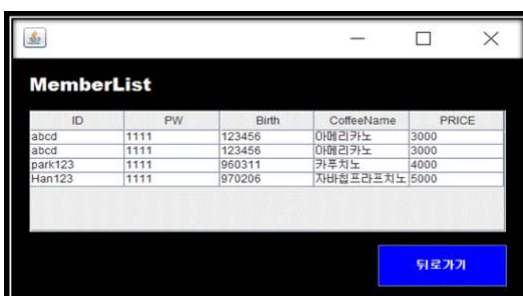 MemberList
ID PW Birth CoffeeName PRICE
abcd 1111 123456 아메리카노 3000
abcd 1111 123456 아메리카노 3000
park123 1111 960311 카푸치노 4000
Han123 1111 970206 자바칩프라프치노 5000
뒤로가기